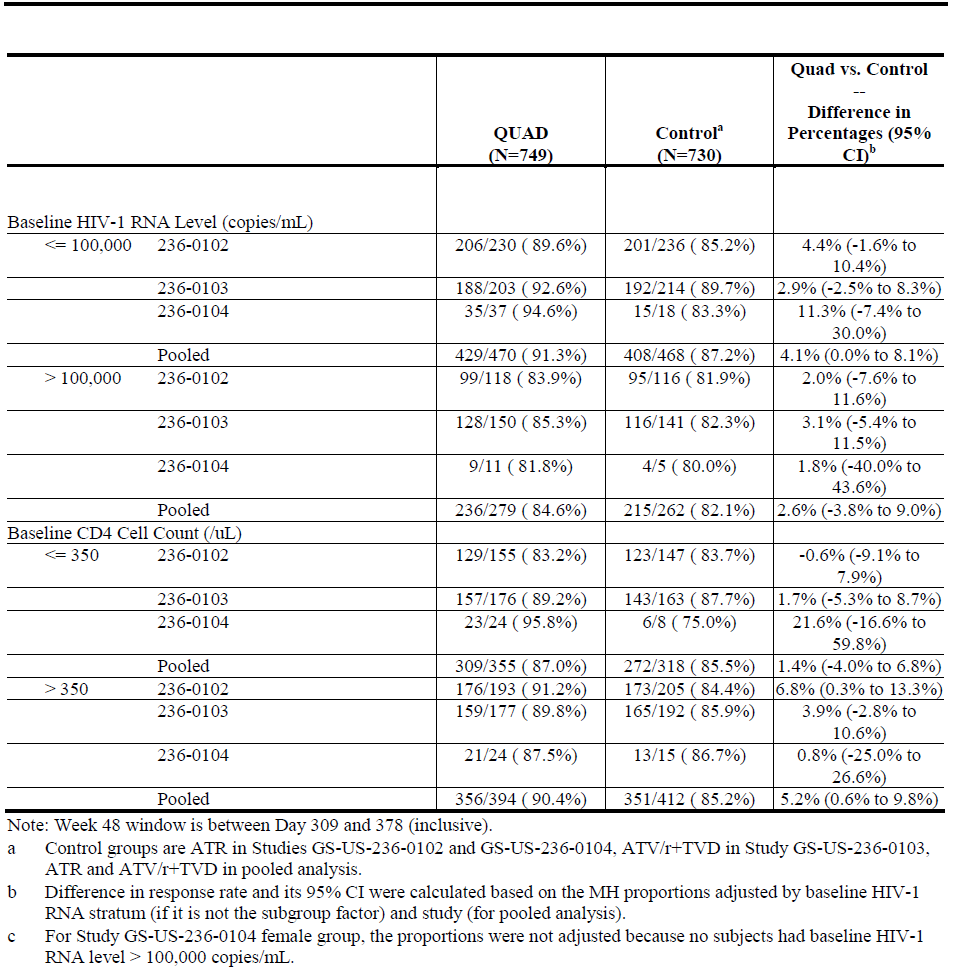 Quad vs. Control
--
Difference in
QUAD Controlᵃ Percentages (95%
(N=749) (N=730) CI)ᵇ
Baseline HIV-1 RNA Level (copies/mL)
<= 100,000 236-0102 206/230 ( 89.6%) 201/236 ( 85.2%) 4.4% (-1.6% to
10.4%)
236-0103 188/203 ( 92.6%) 192/214 ( 89.7%) 2.9% (-2.5% to 8.3%)
236-0104 35/37 ( 94.6%) 15/18 ( 83.3%) 11.3% (-7.4% to
30.0%)
Pooled 429/470 ( 91.3%) 408/468 ( 87.2%) 4.1% (0.0% to 8.1%)
> 100,000 236-0102 99/118 ( 83.9%) 95/116 ( 81.9%) 2.0% (-7.6% to
11.6%)
236-0103 128/150 ( 85.3%) 116/141 ( 82.3%) 3.1% (-5.4% to
11.5%)
236-0104 9/11 ( 81.8%) 4/5 ( 80.0%) 1.8% (-40.0% to
43.6%)
Pooled 236/279 ( 84.6%) 215/262 ( 82.1%) 2.6% (-3.8% to 9.0%)
Baseline CD4 Cell Count (/uL)
<= 350 236-0102 129/155 ( 83.2%) 123/147 ( 83.7%) -0.6% (-9.1% to
7.9%)
236-0103 157/176 ( 89.2%) 143/163 ( 87.7%) 1.7% (-5.3% to 8.7%)
236-0104 23/24 ( 95.8%) 6/8 ( 75.0%) 21.6% (-16.6% to
59.8%)
Pooled 309/355 ( 87.0%) 272/318 ( 85.5%) 1.4% (-4.0% to 6.8%)
> 350 236-0102 176/193 ( 91.2%) 173/205 ( 84.4%) 6.8% (0.3% to 13.3%)
236-0103 159/177 ( 89.8%) 165/192 ( 85.9%) 3.9% (-2.8% to
10.6%)
236-0104 21/24 ( 87.5%) 13/15 ( 86.7%) 0.8% (-25.0% to
26.6%)
Pooled 356/394 ( 90.4%) 351/412 ( 85.2%) 5.2% (0.6% to 9.8%)
Note: Week 48 window is between Day 309 and 378 (inclusive).
a Control groups are ATR in Studies GS-US-236-0102 and GS-US-236-0104, ATV/r+TVD in Study GS-US-236-0103,
ATR and ATV/r+TVD in pooled analysis.
b Difference in response rate and its 95% CI were calculated based on the MH proportions adjusted by baseline HIV-1
RNA stratum (if it is not the subgroup factor) and study (for pooled analysis).
c For Study GS-US-236-0104 female group, the proportions were not adjusted because no subjects had baseline HIV-1
RNA level > 100,000 copies/mL.